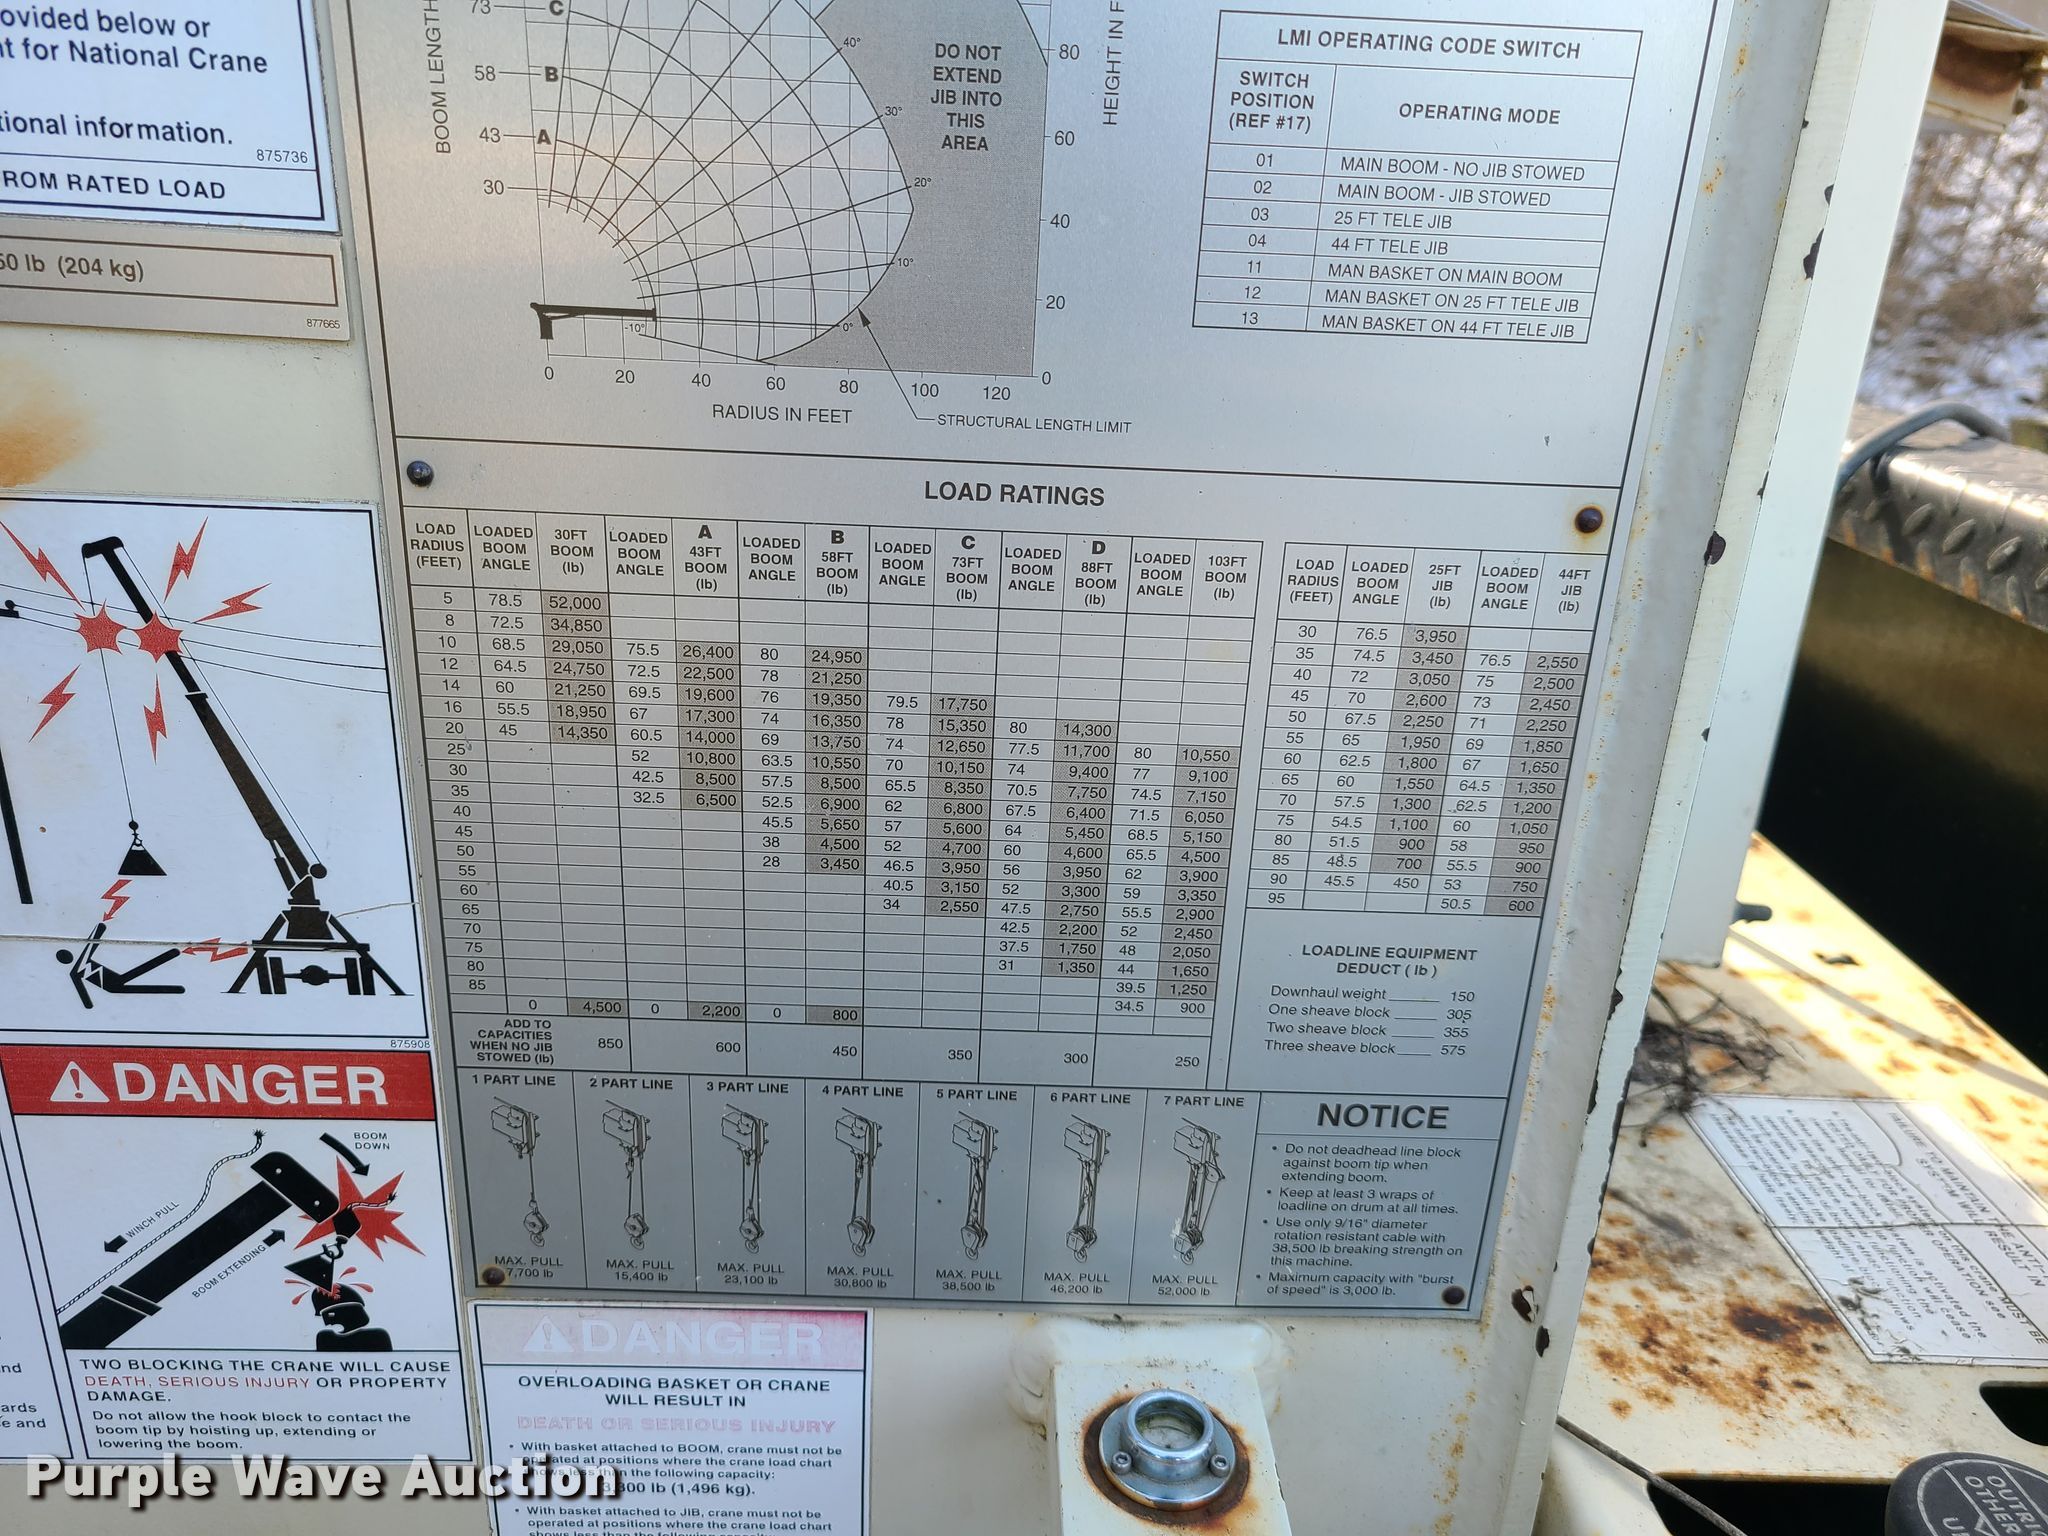 ovided below or
nt for National Crane
tional information.
875736
ROM RATED LOAD
50 lb (204 kg)
877665
BOOM LENGTH
73 C
58 B
43 A
30
40°
30°
20°
10°
0°
-10°
DO NOT
EXTEND
JIB INTO
THIS
AREA
80
60
40
20
0
HEIGHT IN F
0 20 40 60 80 100 120
RADIUS IN FEET
STRUCTURAL LENGTH LIMIT
LMI OPERATING CODE SWITCH
SWITCH POSITION (REF #17) OPERATING MODE
01 MAIN BOOM - NO JIB STOWED
02 MAIN BOOM - JIB STOWED
03 25 FT TELE JIB
04 44 FT TELE JIB
11 MAN BASKET ON MAIN BOOM
12 MAN BASKET ON 25 FT TELE JIB
13 MAN BASKET ON 44 FT TELE JIB
LOAD RATINGS
LOAD RADIUS (FEET) LOADED BOOM ANGLE 30FT BOOM (lb) LOADED BOOM ANGLE A 43FT BOOM (lb) LOADED BOOM ANGLE B 58FT BOOM (lb) LOADED BOOM ANGLE C 73FT BOOM (lb) LOADED BOOM ANGLE D 88FT BOOM (lb) LOADED BOOM ANGLE 103FT BOOM (lb)
5 78.5 52,000
8 72.5 34,850
10 68.5 29,050 75.5 26,400 80 24,950
12 64.5 24,750 72.5 22,500 78 21,250
14 60 21,250 69.5 19,600 76 19,350 79.5 17,750
16 55.5 18,950 67 17,300 74 16,350 78 15,350 80 14,300
20 45 14,350 60.5 14,000 69 13,750 74 12,650 77.5 11,700 80 10,550
25 52 10,800 63.5 10,550 70 10,150 74 9,400 77 9,100
30 42.5 8,500 57.5 8,500 65.5 8,350 70.5 7,750 74.5 7,150
35 32.5 6,500 52.5 6,900 62 6,800 67.5 6,400 71.5 6,050
40 45.5 5,650 57 5,600 64 5,450 68.5 5,150
45 38 4,500 52 4,700 60 4,600 65.5 4,500
50 28 3,450 46.5 3,950 56 3,950 62 3,900
55 40.5 3,150 52 3,300 59 3,350
60 34 2,550 47.5 2,750 55.5 2,900
65 42.5 2,200 52 2,450
70 37.5 1,750 48 2,050
75 31 1,350 44 1,650
80 39.5 1,250
85 34.5 900
0 4,500 0 2,200 0 800
ADD TO CAPACITIES WHEN NO JIB STOWED (lb) 850 600 450 350 300 250
LOAD RADIUS (FEET) LOADED BOOM ANGLE 25FT JIB (lb) LOADED BOOM ANGLE 44FT JIB (lb)
30 76.5 3,950
35 74.5 3,450 76.5 2,550
40 72 3,050 75 2,500
45 70 2,600 73 2,450
50 67.5 2,250 71 2,250
55 65 1,950 69 1,850
60 62.5 1,800 67 1,650
65 60 1,550 64.5 1,350
70 57.5 1,300 62.5 1,200
75 54.5 1,100 60 1,050
80 51.5 900 58 950
85 48.5 700 55.5 900
90 45.5 450 53 750
95 50.5 600
LOADLINE EQUIPMENT
DEDUCT (lb)
Downhaul weight 150
One sheave block 305
Two sheave block 355
Three sheave block 575
1 PART LINE 2 PART LINE 3 PART LINE 4 PART LINE 5 PART LINE 6 PART LINE 7 PART LINE
MAX. PULL MAX. PULL MAX. PULL MAX. PULL MAX. PULL MAX. PULL MAX. PULL
7,700 lb 15,400 lb 23,100 lb 30,800 lb 38,500 lb 46,200 lb 52,000 lb
NOTICE
• Do not deadhead line block
against boom tip when
extending boom.
• Keep at least 3 wraps of
loadline on drum at all times.
• Use only 9/16" diameter
rotation resistant cable with
38,500 lb breaking strength on
this machine.
• Maximum capacity with "burst
of speed" is 3,000 lb.
875908
DANGER
BOOM
DOWN
WINCH PULL
BOOM EXTENDING
TWO BLOCKING THE CRANE WILL CAUSE
DEATH, SERIOUS INJURY OR PROPERTY
DAMAGE.
Do not allow the hook block to contact the
boom tip by hoisting up, extending or
lowering the boom.
nd
ards
e and
DANGER
OVERLOADING BASKET OR CRANE
WILL RESULT IN
DEATH OR SERIOUS INJURY
• With basket attached to BOOM, crane must not be
operated at positions where the crane load chart
shows less than the following capacity:
3,300 lb (1,496 kg).
• With basket attached to JIB, crane must not be
operated at positions where the crane load chart
Purple Wave Auction